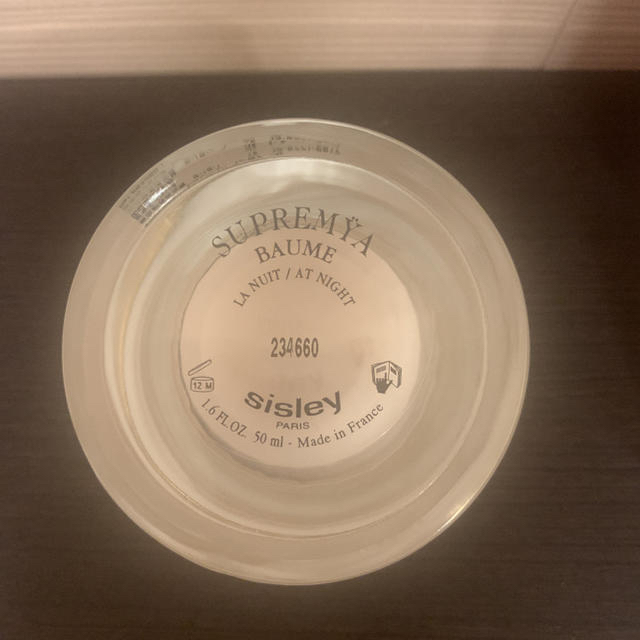 SUPREMŸA
BAUME
LA NUIT / AT NIGHT
234660
12 M
sisley
PARIS
1.6 FL.OZ. 50 ml - Made in France